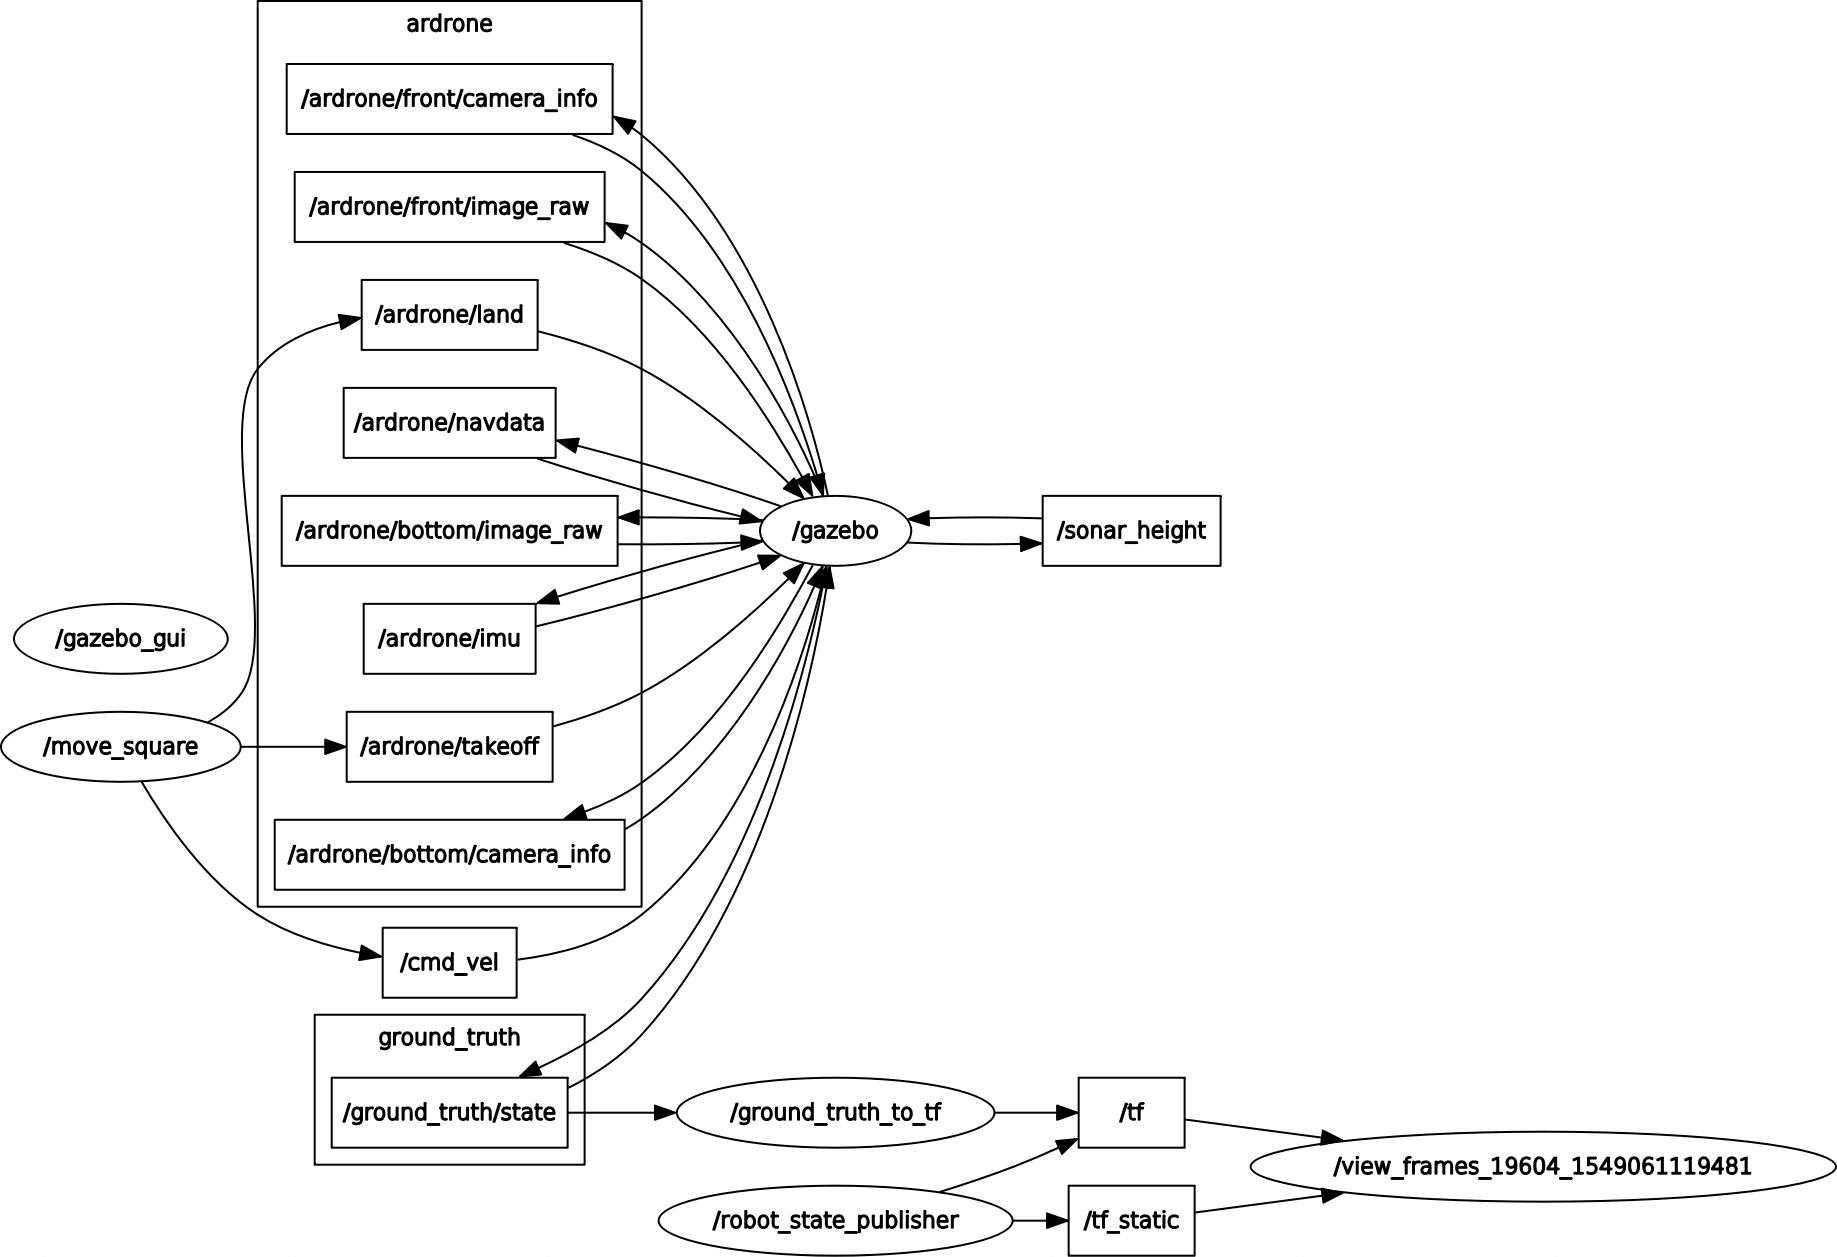 ardrone
/ardrone/front/camera_info
/ardrone/front/image_raw
/ardrone/land
/ardrone/navdata
/ardrone/bottom/image_raw
/gazebo
/sonar_height
/ardrone/imu
/gazebo_gui
/move_square
/ardrone/takeoff
/ardrone/bottom/camera_info
/cmd_vel
ground_truth
/ground_truth/state
/ground_truth_to_tf
/tf
/view_frames_19604_1549061119481
/robot_state_publisher
/tf_static